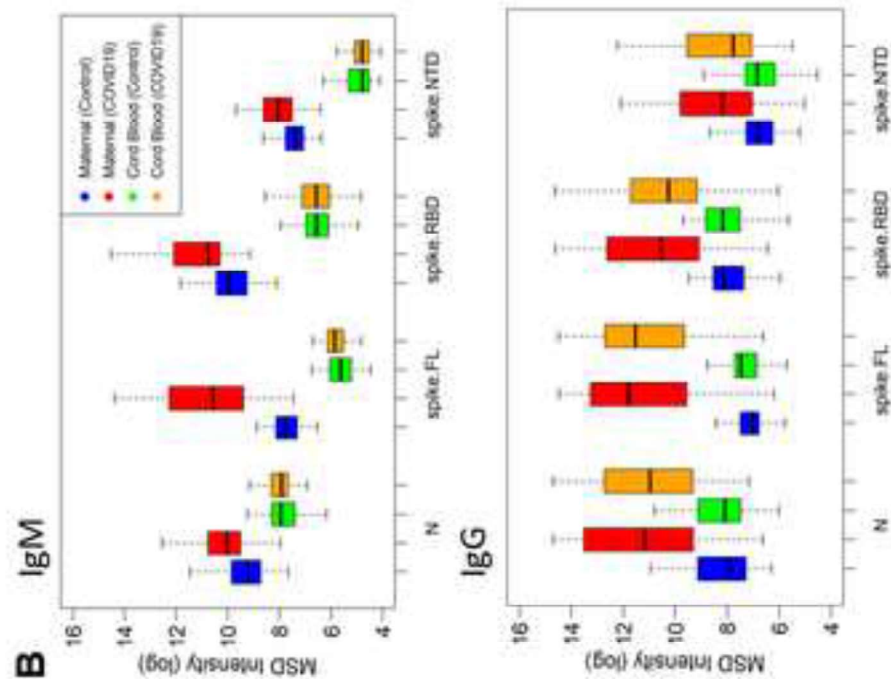 B
IgM
MSD Intensity (log)
16
14
12
10
8
6
4
Maternal (Control)
Maternal (COVID19)
Cord Blood (Control)
Cord Blood (COVID19)
N
spike.FL
spike.RBD
spike.NTD
IgG
MSD Intensity (log)
16
14
12
10
8
6
4
N
spike.FL
spike.RBD
spike.NTD